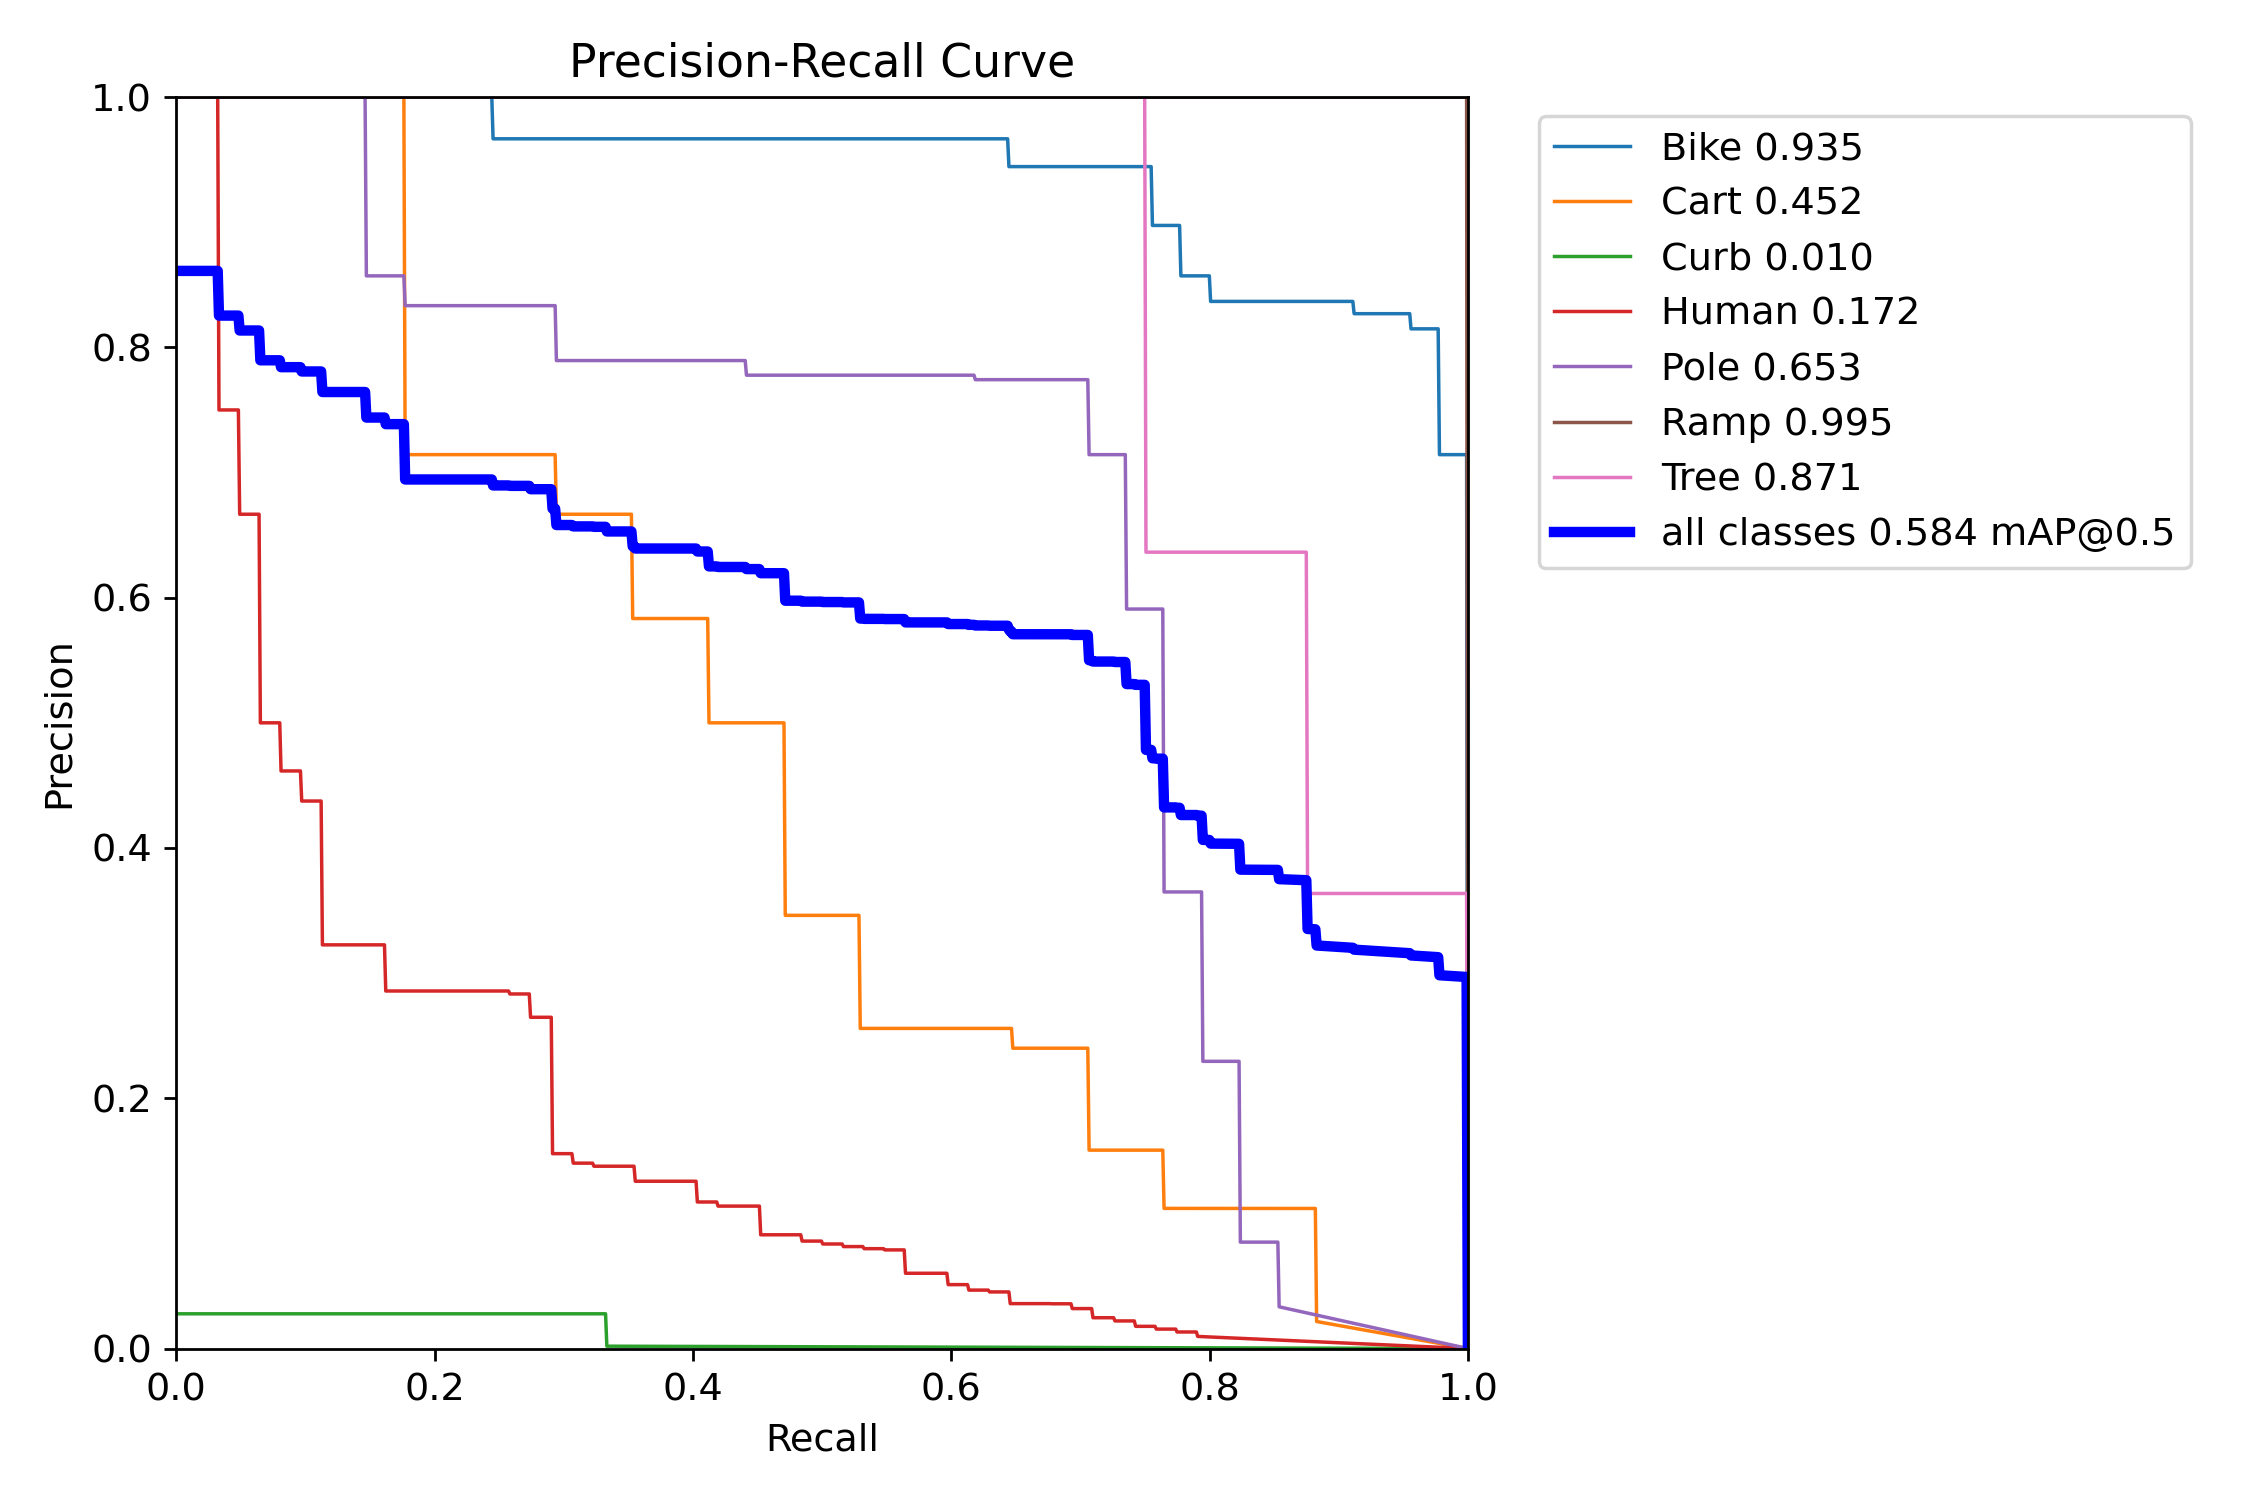 Precision-Recall Curve
1.0
0.8
0.6
0.4
0.2
0.0
Precision
0.0 0.2 0.4 0.6 0.8 1.0
Recall
Bike 0.935
Cart 0.452
Curb 0.010
Human 0.172
Pole 0.653
Ramp 0.995
Tree 0.871
all classes 0.584 mAP@0.5